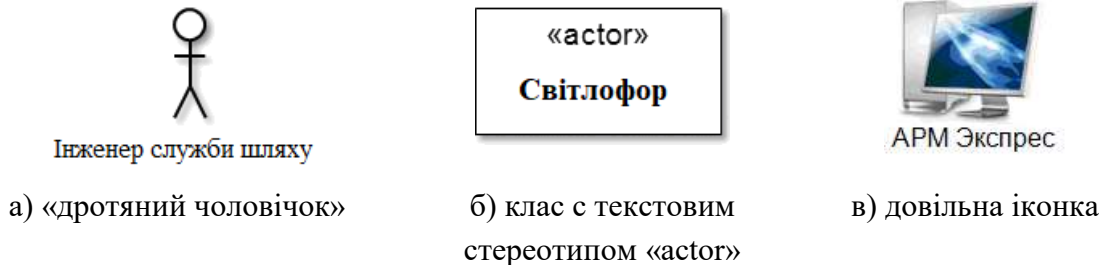 «actor»
Світлофор
Інженер служби шляху
АРМ Экспрес
а) «дротяний чоловічок»
б) клас с текстовим
стереотипом «actor»
в) довільна іконка